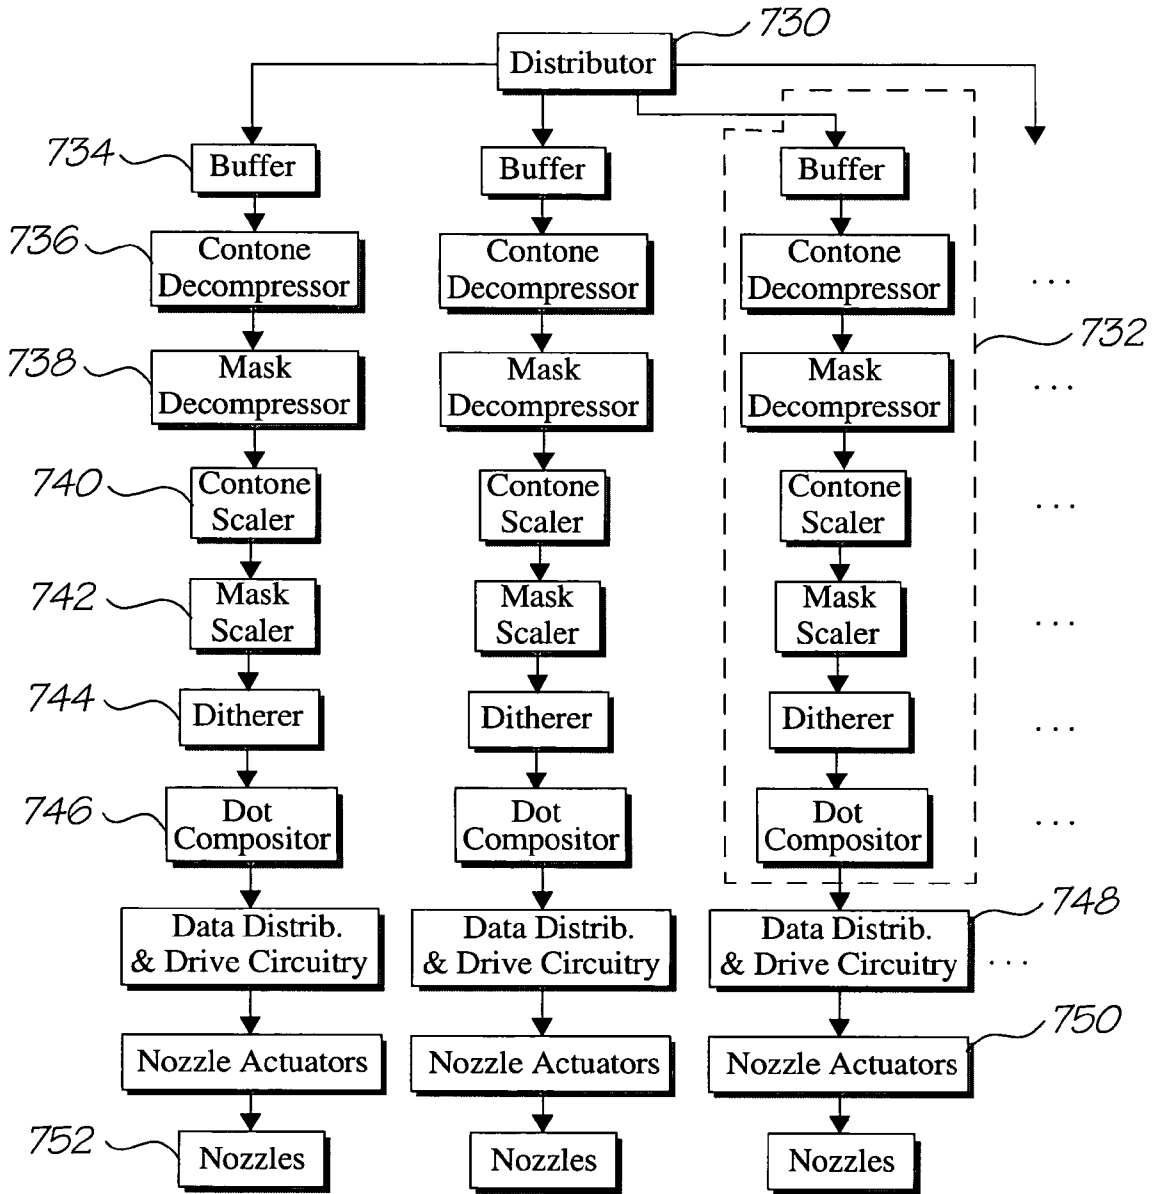 730
Distributor
734
Buffer
Buffer
Buffer
736
Contone
Decompressor
Contone
Decompressor
Contone
Decompressor
...
732
738
Mask
Decompressor
Mask
Decompressor
Mask
Decompressor
...
740
Contone
Scaler
Contone
Scaler
Contone
Scaler
...
742
Mask
Scaler
Mask
Scaler
Mask
Scaler
...
744
Ditherer
Ditherer
Ditherer
...
746
Dot
Compositor
Dot
Compositor
Dot
Compositor
...
Data Distrib.
& Drive Circuitry
Data Distrib.
& Drive Circuitry
Data Distrib.
& Drive Circuitry
748
...
Nozzle Actuators
Nozzle Actuators
Nozzle Actuators
750
752
Nozzles
Nozzles
Nozzles